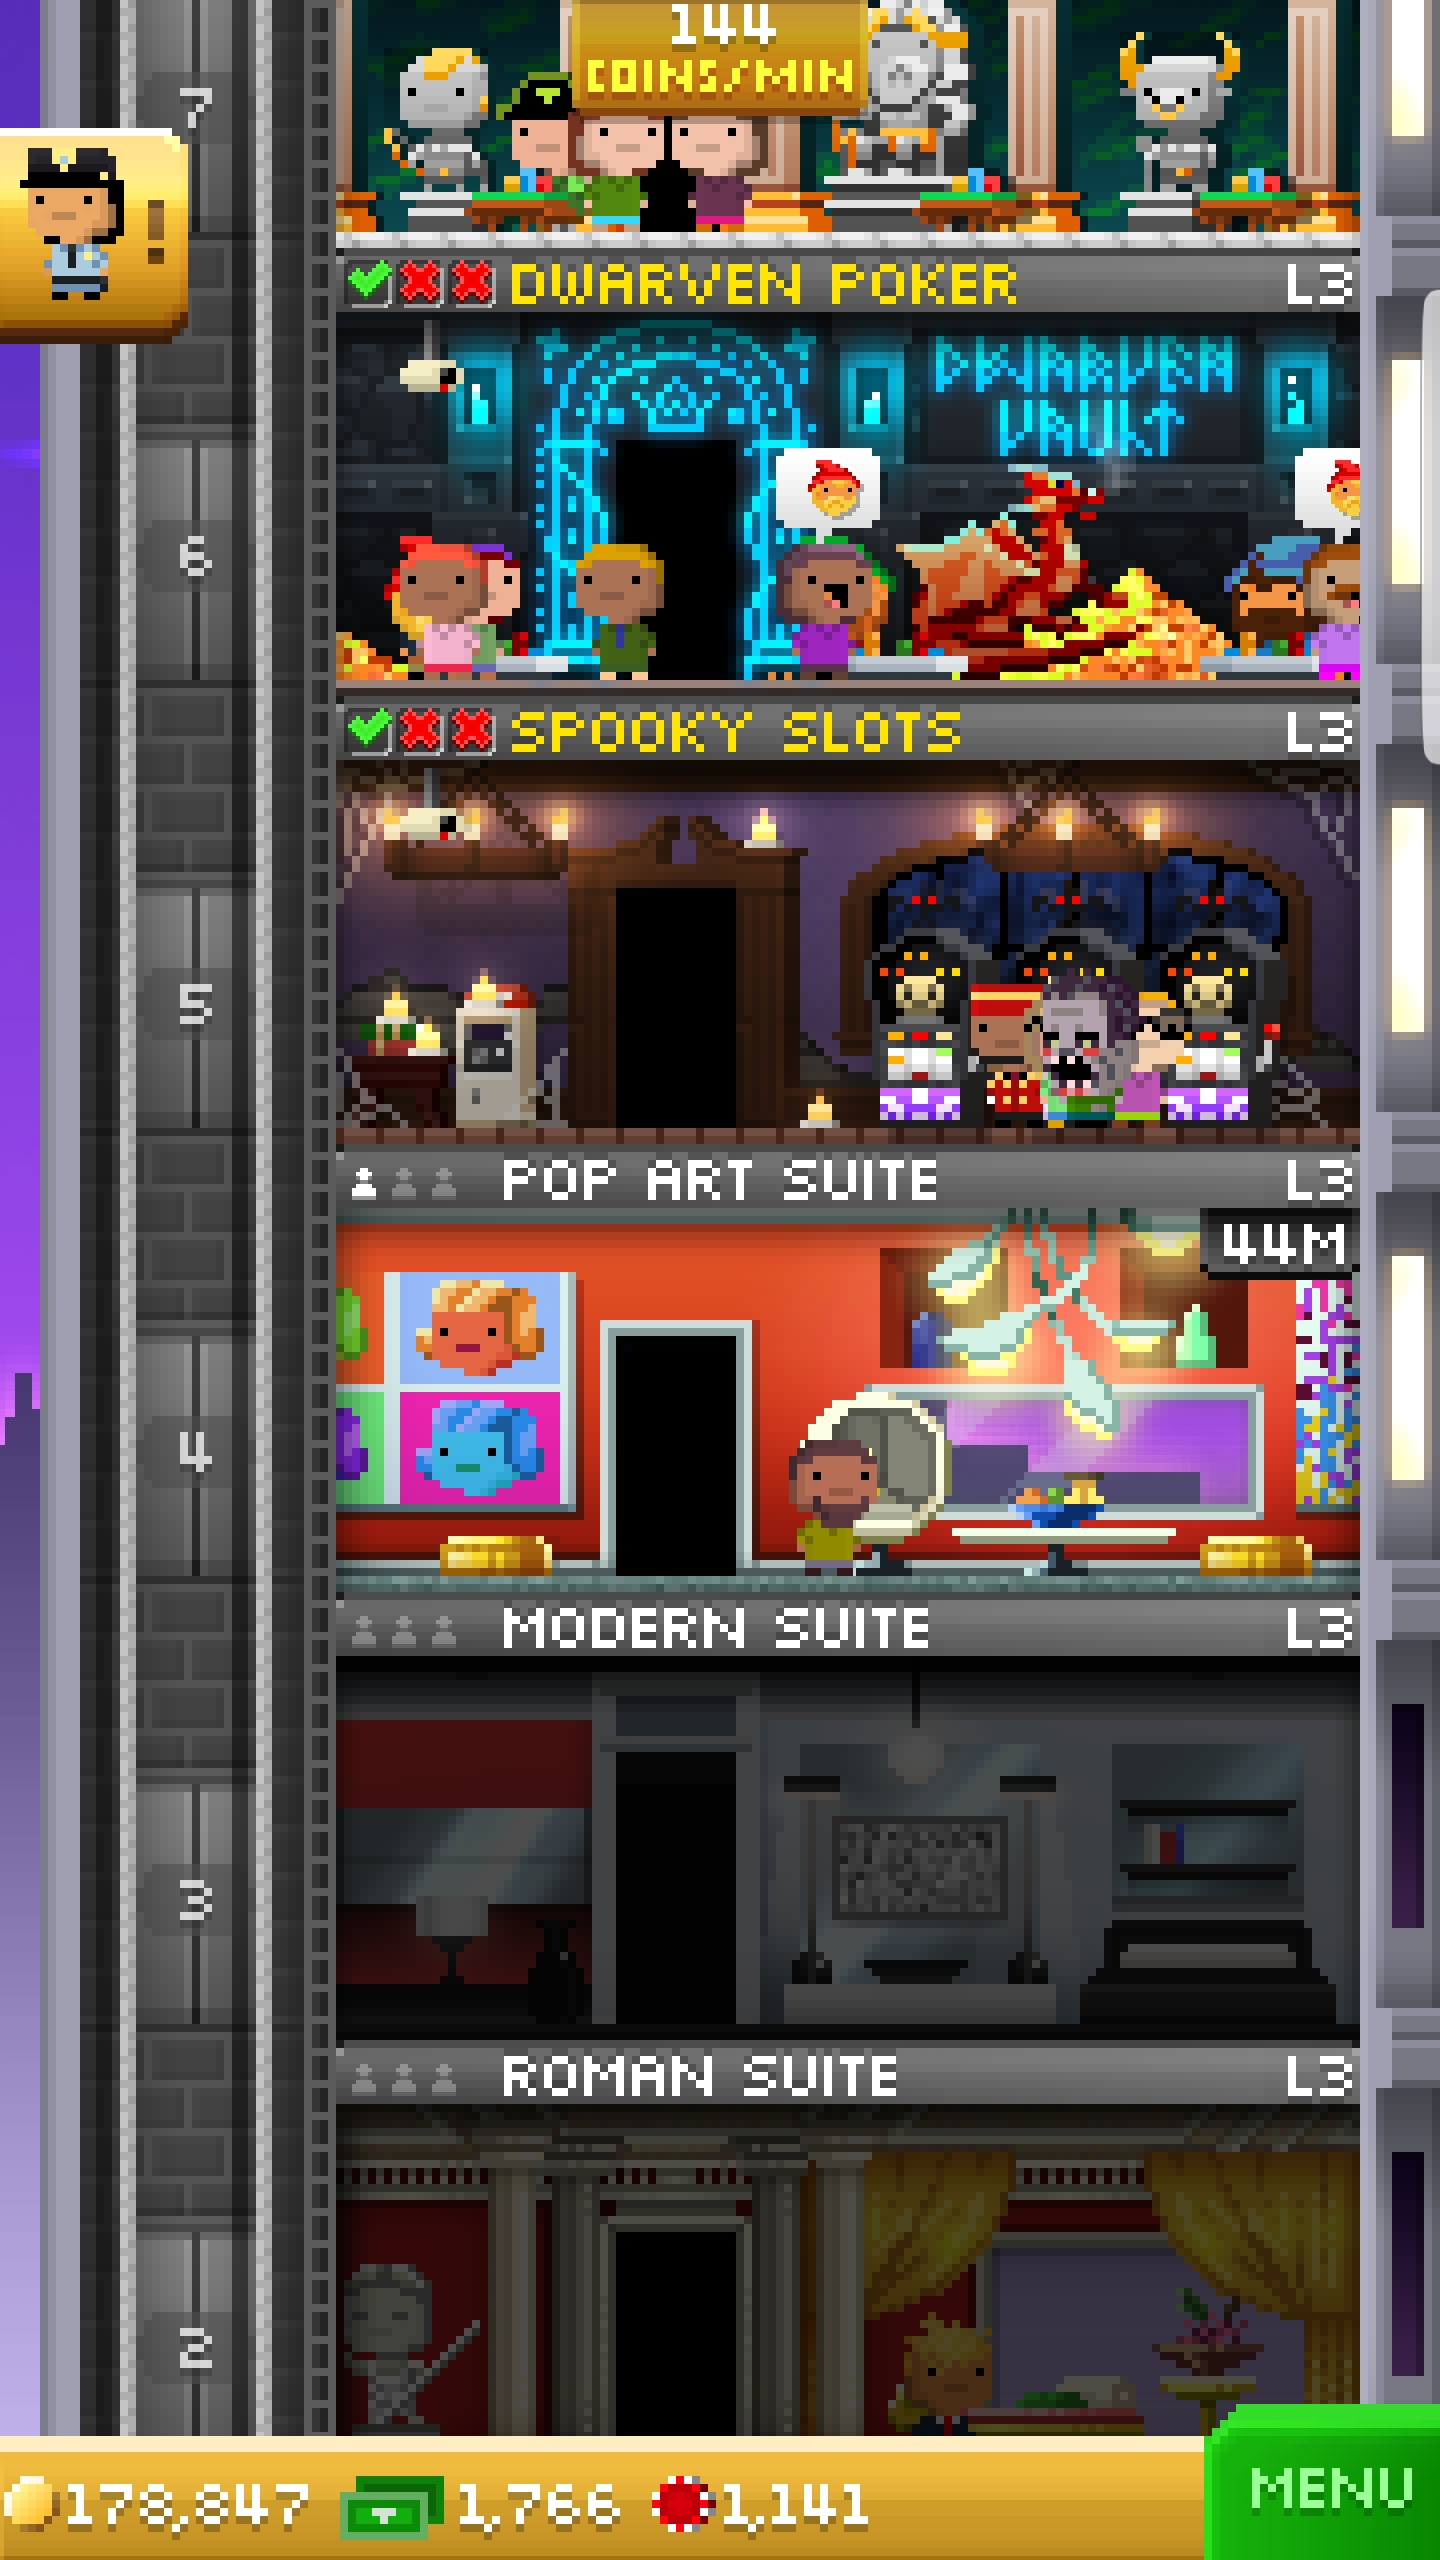 144
COINS/MIN
7
DWARVEN POKER L3
DWARVEN
VAULT
6
SPOOKY SLOTS L3
5
POP ART SUITE L3
44M
4
MODERN SUITE L3
3
ROMAN SUITE L3
2
178,847 1,766 1,141
MENU